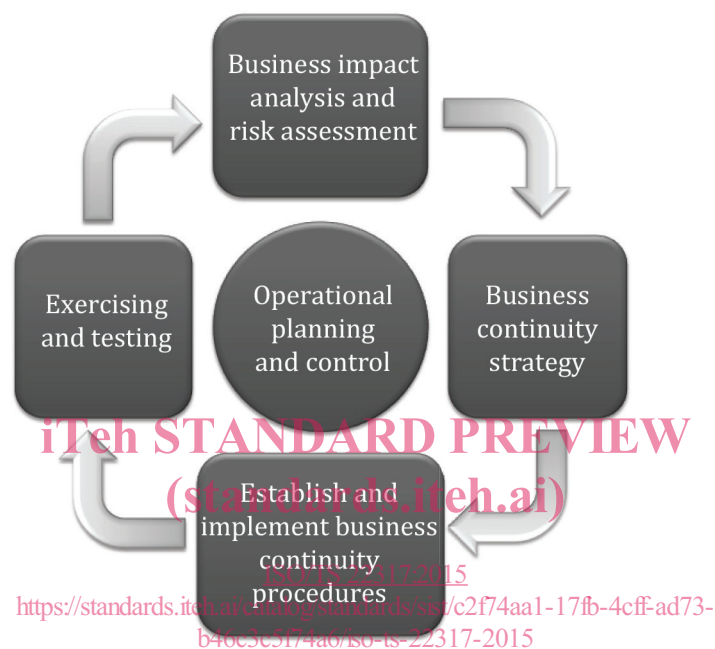 Business impact
analysis and
risk assessment
Exercising
and testing
Operational
planning
and control
Business
continuity
strategy
iTeh STANDARD PREVIEW
(standards.iteh.ai)
Establish and
implement business
continuity
procedures
ISO/TS 22317:2015
https://standards.iteh.ai/catalog/standards/sist/c2f74aa1-17fb-4cff-ad73-
b46c3c5f74a6/iso-ts-22317-2015